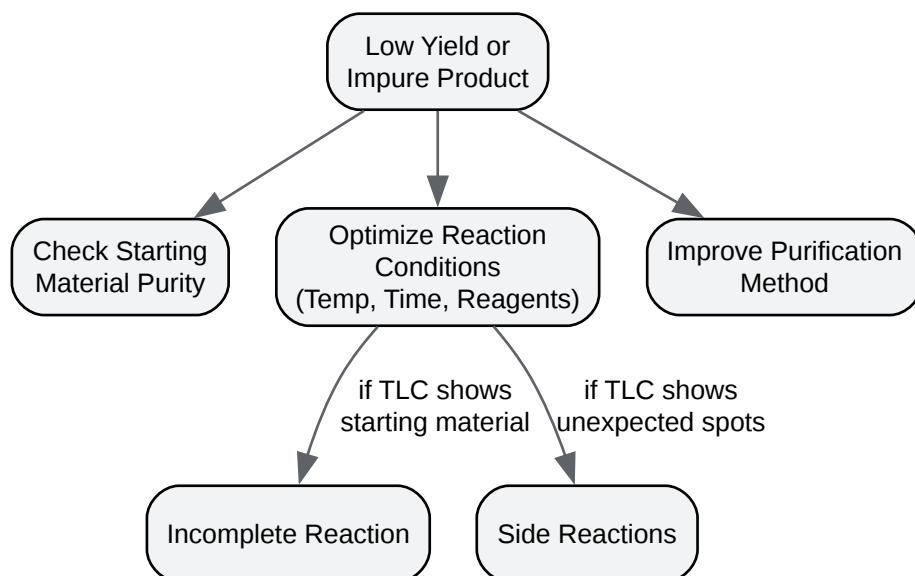 Low Yield or
Impure Product
Check Starting
Material Purity
Optimize Reaction
Conditions
(Temp, Time, Reagents)
Improve Purification
Method
if TLC shows
starting material
if TLC shows
unexpected spots
Incomplete Reaction
Side Reactions